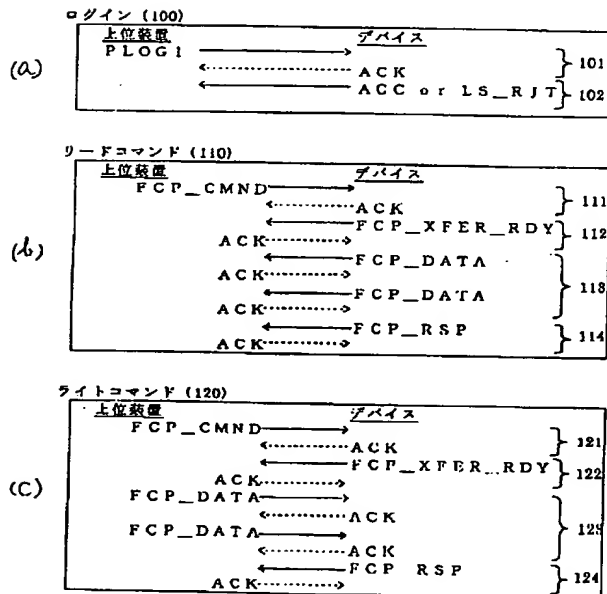 ログイン (100)
上位装置 デバイス
(a)
PLOGI
ACK
101
ACC or LS_RJT
102
リードコマンド (110)
上位装置 デバイス
(b)
FCP_CMND
ACK
111
FCP_XFER_RDY
112
ACK
FCP_DATA
ACK
113
FCP_DATA
ACK
FCP_RSP
114
ACK
ライトコマンド (120)
上位装置 デバイス
(c)
FCP_CMND
ACK
121
FCP_XFER_RDY
122
ACK
FCP_DATA
ACK
123
FCP_DATA
ACK
FCP RSP
124
ACK